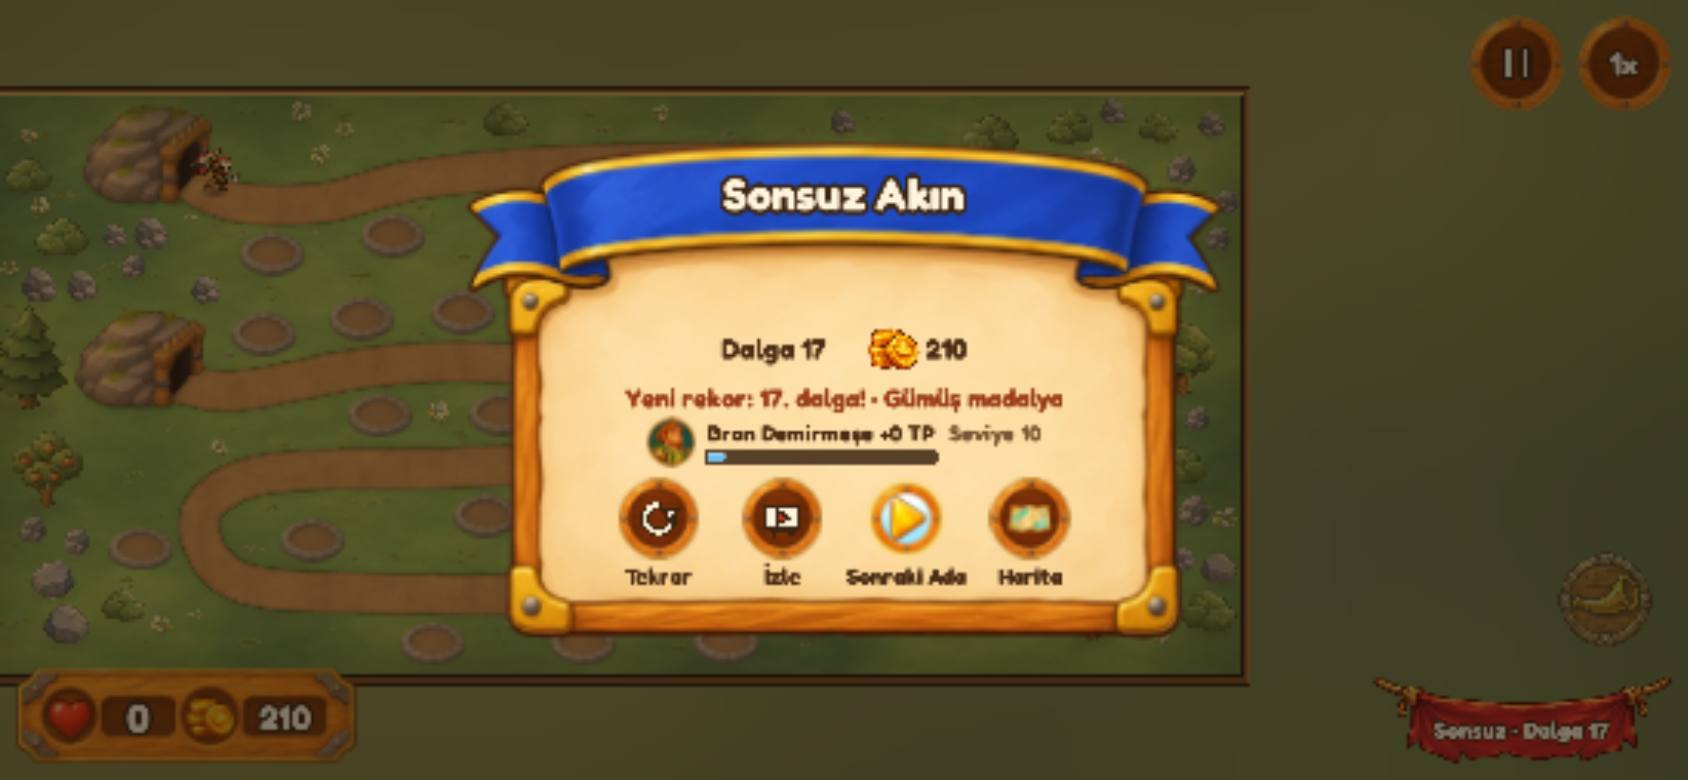 1x
Sonsuz Akın
Dalga 17 210
Yeni rekor: 17. dalga! · Gümüş madalya
Bran Demirmeşe +0 TP Seviye 10
Tekrar İzle Sonraki Ada Harita
0 210
Sonsuz · Dalga 17